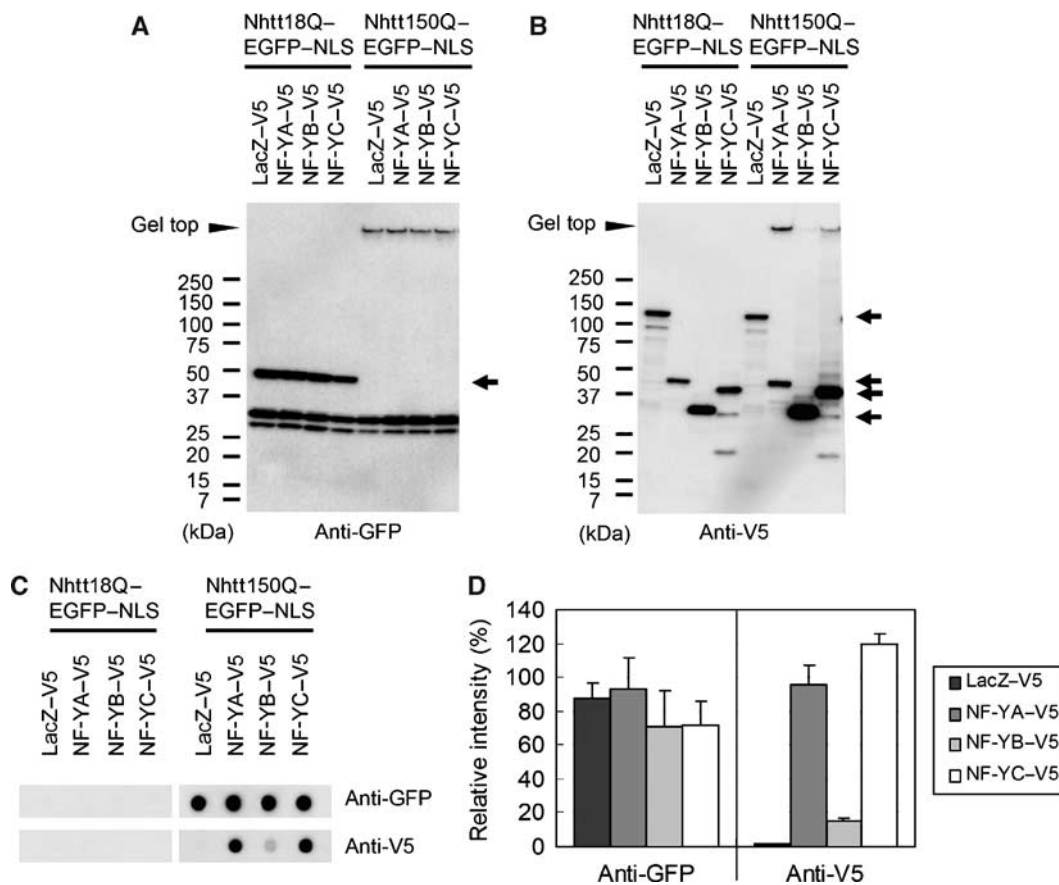 A
Nhtt18Q–
EGFP–NLS
Nhtt150Q–
EGFP–NLS
LacZ–V5
NF-YA–V5
NF-YB–V5
NF-YC–V5
LacZ–V5
NF-YA–V5
NF-YB–V5
NF-YC–V5
Gel top
250
150
100
75
50
37
25
20
15
7
(kDa)
Anti-GFP
B
Nhtt18Q–
EGFP–NLS
Nhtt150Q–
EGFP–NLS
LacZ–V5
NF-YA–V5
NF-YB–V5
NF-YC–V5
LacZ–V5
NF-YA–V5
NF-YB–V5
NF-YC–V5
Gel top
250
150
100
75
50
37
25
20
15
7
(kDa)
Anti-V5
C
Nhtt18Q–
EGFP–NLS
Nhtt150Q–
EGFP–NLS
LacZ–V5
NF-YA–V5
NF-YB–V5
NF-YC–V5
LacZ–V5
NF-YA–V5
NF-YB–V5
NF-YC–V5
Anti-GFP
Anti-V5
D
Relative intensity (%)
140
120
100
80
60
40
20
0
Anti-GFP
Anti-V5
LacZ–V5
NF-YA–V5
NF-YB–V5
NF-YC–V5